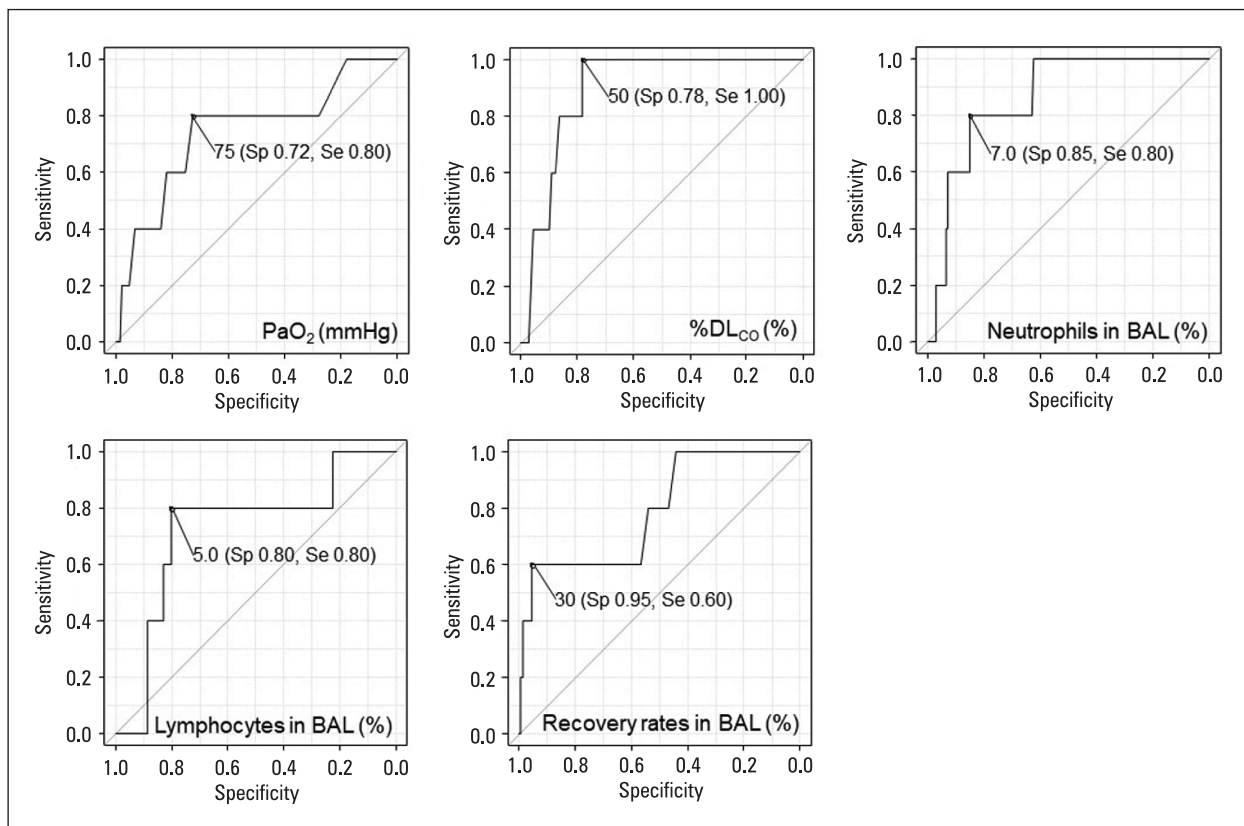 Sensitivity
1.0
0.8
0.6
0.4
0.2
0.0
75 (Sp 0.72, Se 0.80)
PaO₂ (mmHg)
1.0 0.8 0.6 0.4 0.2 0.0
Specificity
Sensitivity
1.0
0.8
0.6
0.4
0.2
0.0
50 (Sp 0.78, Se 1.00)
%DLCO (%)
1.0 0.8 0.6 0.4 0.2 0.0
Specificity
Sensitivity
1.0
0.8
0.6
0.4
0.2
0.0
7.0 (Sp 0.85, Se 0.80)
Neutrophils in BAL (%)
1.0 0.8 0.6 0.4 0.2 0.0
Specificity
Sensitivity
1.0
0.8
0.6
0.4
0.2
0.0
5.0 (Sp 0.80, Se 0.80)
Lymphocytes in BAL (%)
1.0 0.8 0.6 0.4 0.2 0.0
Specificity
Sensitivity
1.0
0.8
0.6
0.4
0.2
0.0
30 (Sp 0.95, Se 0.60)
Recovery rates in BAL (%)
1.0 0.8 0.6 0.4 0.2 0.0
Specificity